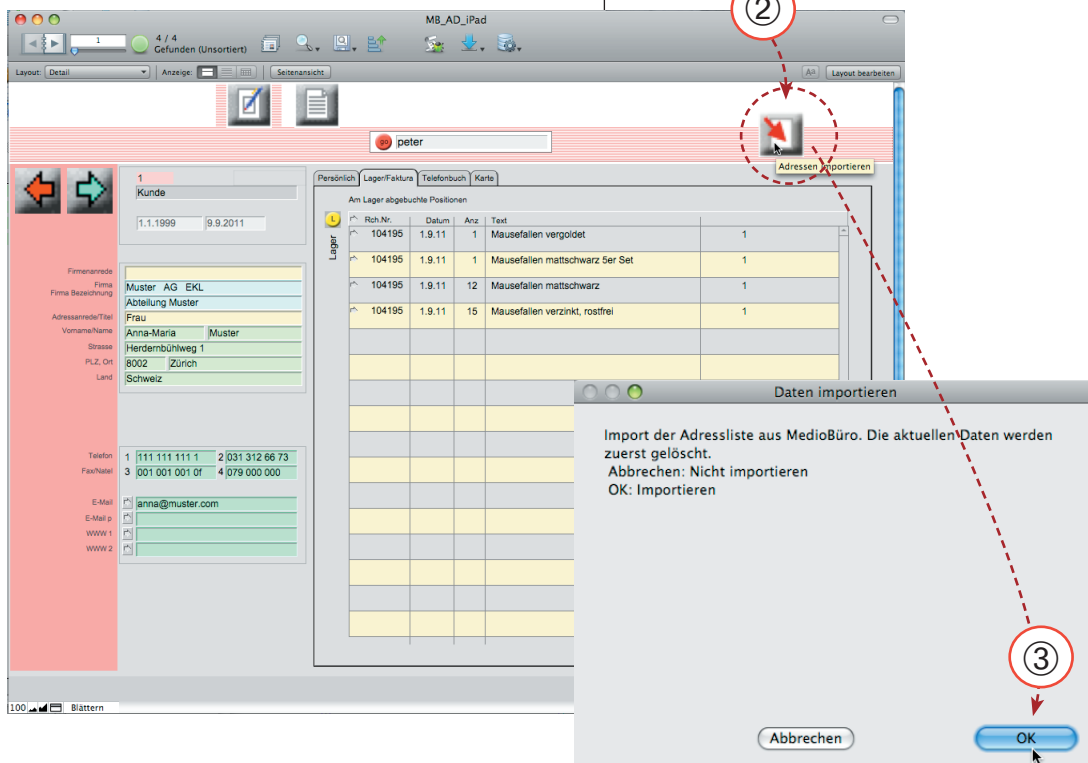 ②
MB_AD_iPad
1
4 / 4
Gefunden (Unsortiert)
Layout: Detail Anzeige: Seitenansicht Aa Layout bearbeiten
go peter
Adressen importieren
1
Kunde
1.1.1999 9.9.2011
Firmenanrede
Firma Muster AG EKL
Firma Bezeichnung Abteilung Muster
Adressanrede/Titel Frau
Vorname/Name Anna-Maria Muster
Strasse Herdernbühlweg 1
PLZ, Ort 8002 Zürich
Land Schweiz
Telefon 1 111 111 111 1 2 031 312 66 73
Fax/Natel 3 001 001 001 0f 4 079 000 000
E-Mail anna@muster.com
E-Mail p
WWW 1
WWW 2
Persönlich Lager/Faktura Telefonbuch Karte
Am Lager abgebuchte Positionen
L
Lager
Rch.Nr. Datum Anz Text
104195 1.9.11 1 Mausefallen vergoldet 1
104195 1.9.11 1 Mausefallen mattschwarz 5er Set 1
104195 1.9.11 12 Mausefallen mattschwarz 1
104195 1.9.11 15 Mausefallen verzinkt, rostfrei 1
100 Blättern
Daten importieren
Import der Adressliste aus MedioBüro. Die aktuellen Daten werden
zuerst gelöscht.
Abbrechen: Nicht importieren
OK: Importieren
③
Abbrechen OK